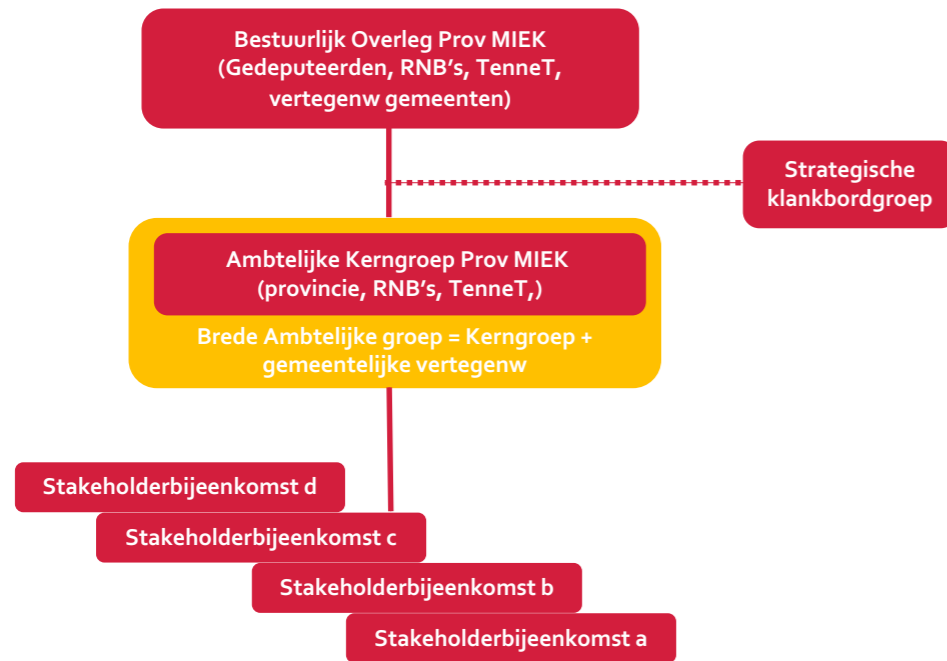 Bestuurlijk Overleg Prov MIEK
(Gedeputeerden, RNB's, TenneT,
vertegenw gemeenten)
Strategische
klankbordgroep
Ambtelijke Kerngroep Prov MIEK
(provincie, RNB's, TenneT,)
Brede Ambtelijke groep = Kerngroep +
gemeentelijke vertegenw
Stakeholderbijeenkomst d
Stakeholderbijeenkomst c
Stakeholderbijeenkomst b
Stakeholderbijeenkomst a